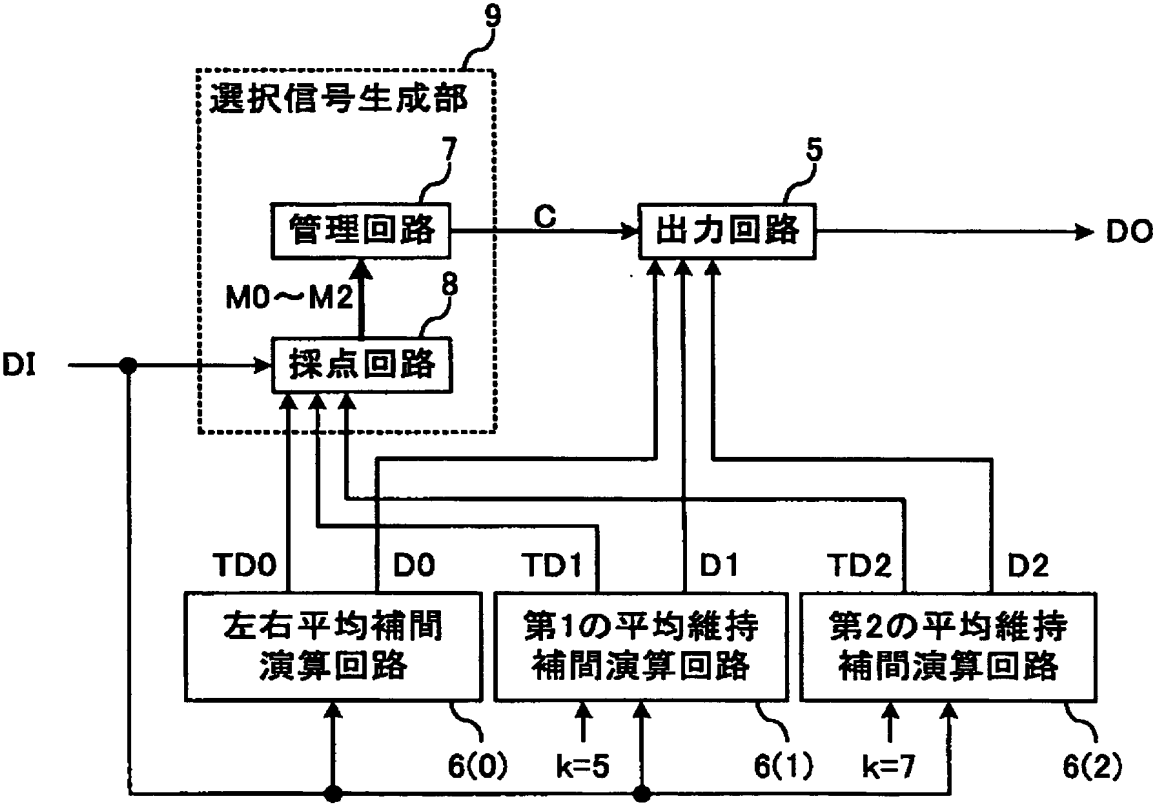 9
選択信号生成部
7
5
管理回路
C
出力回路
DO
M0～M2
8
DI
採点回路
TD0
D0
TD1
D1
TD2
D2
左右平均補間
演算回路
第1の平均維持
補間演算回路
第2の平均維持
補間演算回路
6(0)
k=5
6(1)
k=7
6(2)